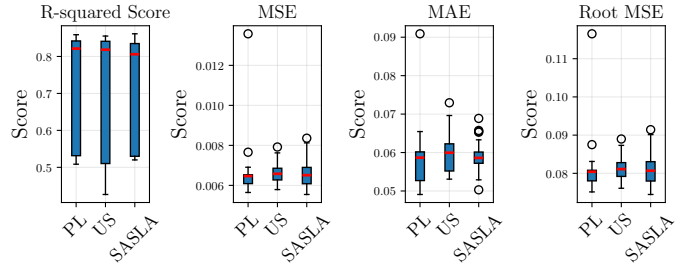 R-squared Score
MSE
MAE
Root MSE
Score
0.8
0.7
0.6
0.5
PL
US
SASLA
Score
0.012
0.010
0.008
0.006
PL
US
SASLA
Score
0.09
0.08
0.07
0.06
0.05
PL
US
SASLA
Score
0.11
0.10
0.09
0.08
PL
US
SASLA